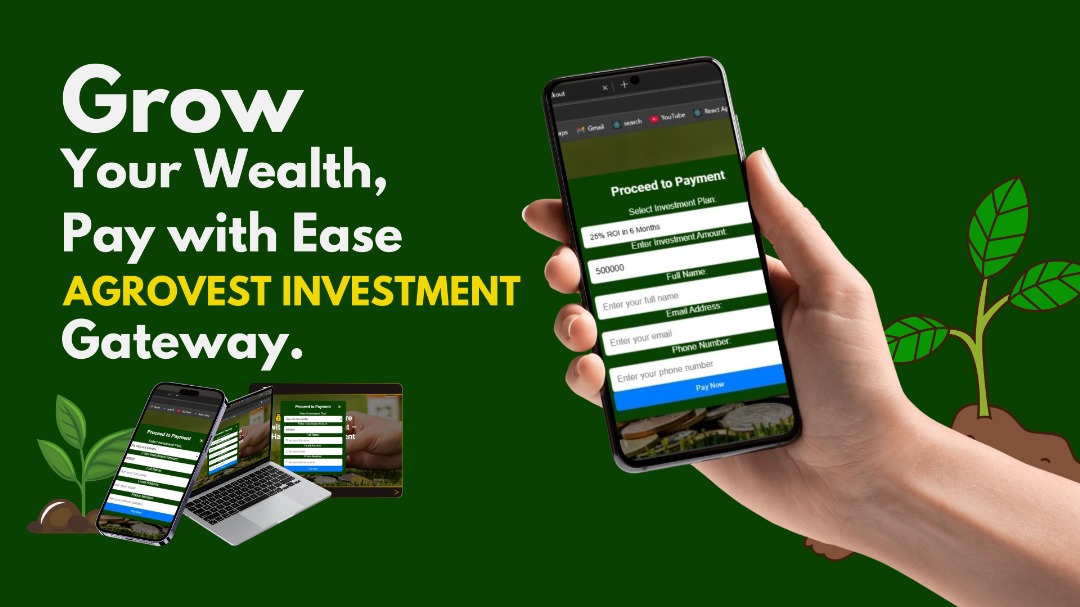 Grow
Your Wealth,
Pay with Ease
AGROVEST INVESTMENT
Gateway.
Gmail
search
YouTube
Proceed to Payment
Select Investment Plan:
25% ROI in 6 Months
Enter Investment Amount:
500000
Full Name:
Enter your full name
Email Address:
Enter your email
Phone Number:
Enter your phone number
Pay Now
Proceed to Payment
Proceed to Payment